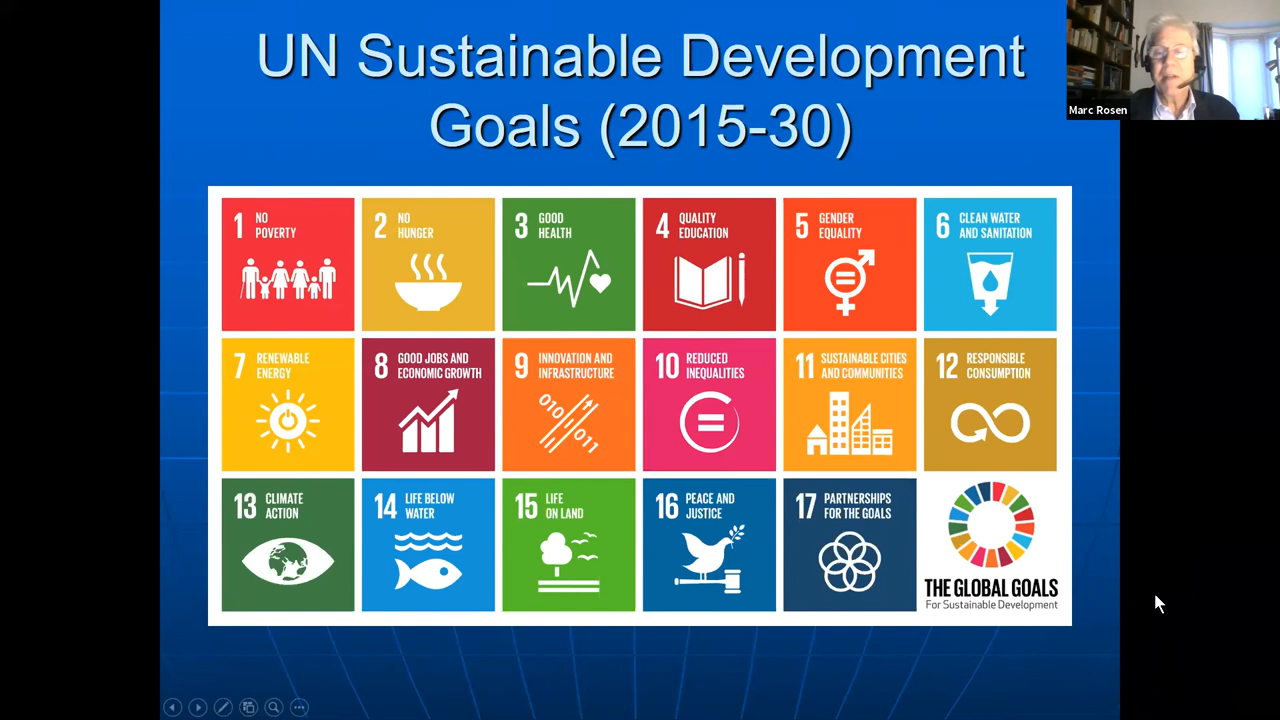 UN Sustainable Development
Goals (2015-30)
Marc Rosen
1 NO
POVERTY
2 NO
HUNGER
3 GOOD
HEALTH
4 QUALITY
EDUCATION
5 GENDER
EQUALITY
6 CLEAN WATER
AND SANITATION
7 RENEWABLE
ENERGY
8 GOOD JOBS AND
ECONOMIC GROWTH
9 INNOVATION AND
INFRASTRUCTURE
010
011
10 REDUCED
INEQUALITIES
11 SUSTAINABLE CITIES
AND COMMUNITIES
12 RESPONSIBLE
CONSUMPTION
13 CLIMATE
ACTION
14 LIFE BELOW
WATER
15 LIFE
ON LAND
16 PEACE AND
JUSTICE
17 PARTNERSHIPS
FOR THE GOALS
THE GLOBAL GOALS
For Sustainable Development